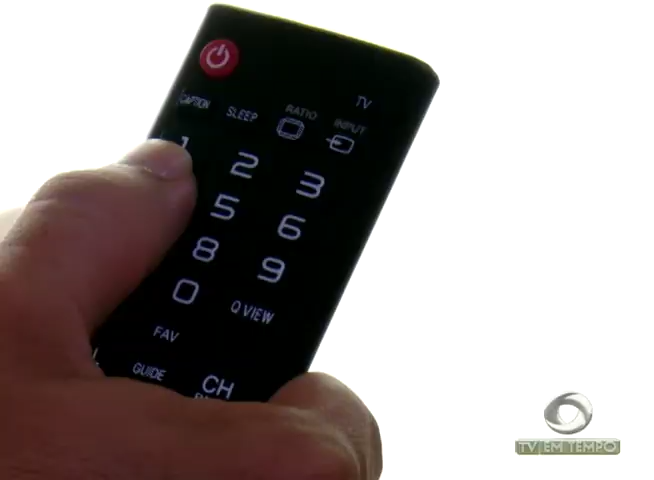 TV
CAPTION SLEEP RATIO INPUT
1 2 3
5 6
8 9
0 Q VIEW
FAV
GUIDE CH
TV EM TEMPO